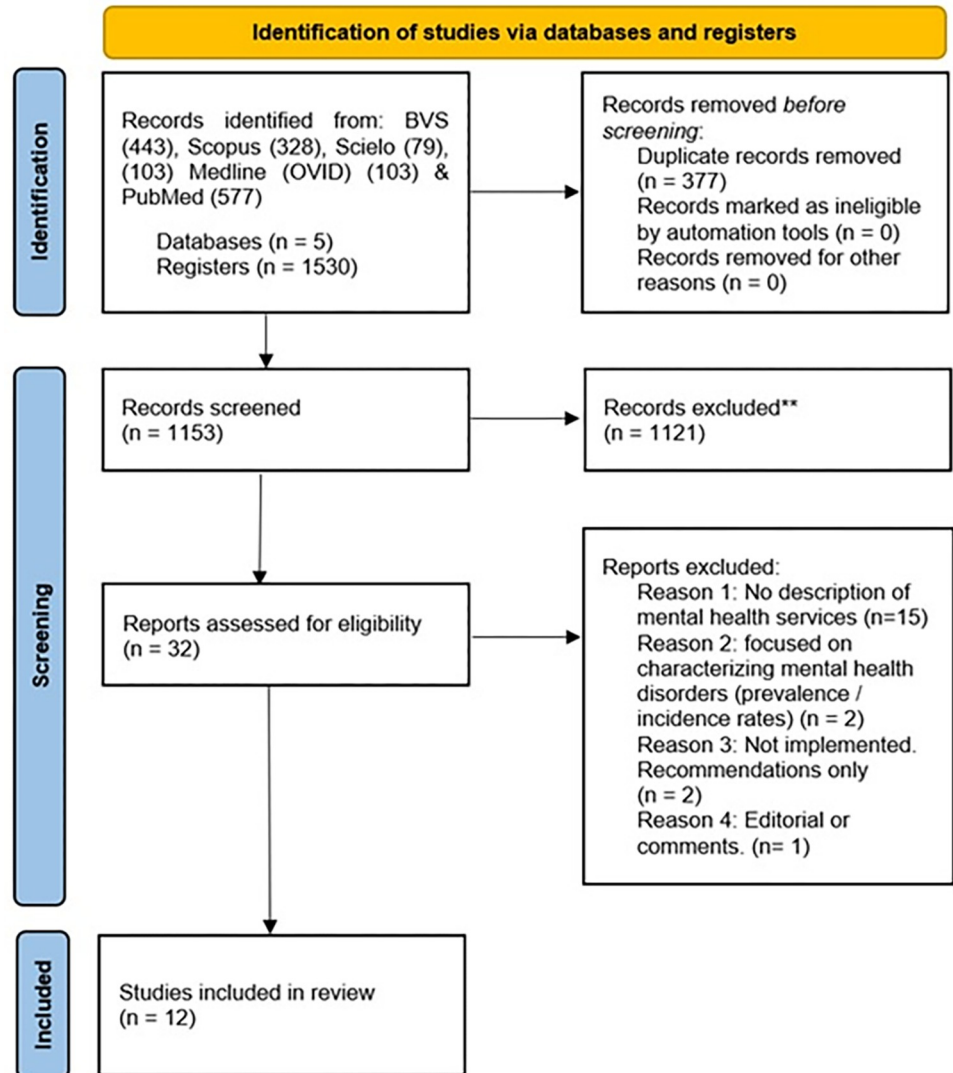 Identification of studies via databases and registers
Identification
Records identified from: BVS
(443), Scopus (328), Scielo (79),
(103) Medline (OVID) (103) &
PubMed (577)
Databases (n = 5)
Registers (n = 1530)
Records removed before
screening:
Duplicate records removed
(n = 377)
Records marked as ineligible
by automation tools (n = 0)
Records removed for other
reasons (n = 0)
Screening
Records screened
(n = 1153)
Records excluded**
(n = 1121)
Reports assessed for eligibility
(n = 32)
Reports excluded:
Reason 1: No description of
mental health services (n=15)
Reason 2: focused on
characterizing mental health
disorders (prevalence /
incidence rates) (n = 2)
Reason 3: Not implemented.
Recommendations only
(n = 2)
Reason 4: Editorial or
comments. (n= 1)
Included
Studies included in review
(n = 12)